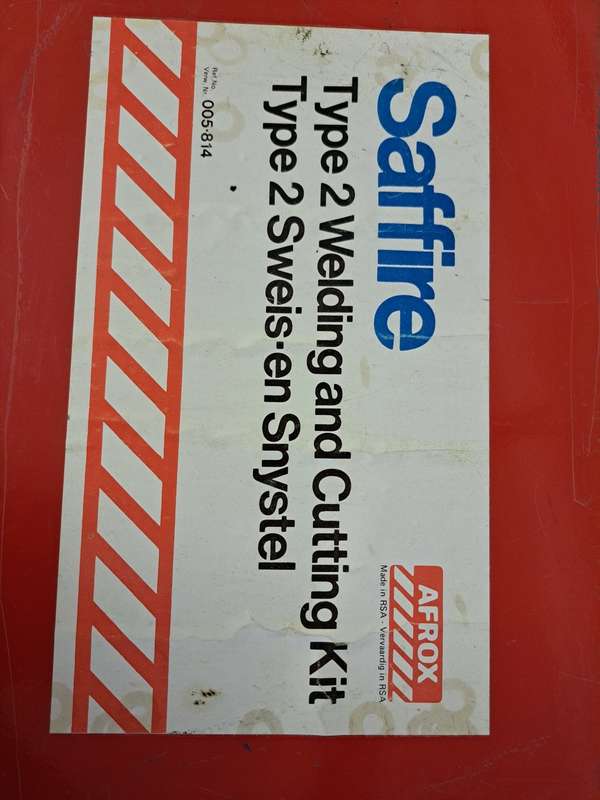 Saffire
Type 2 Welding and Cutting Kit
Type 2 Sweis-en Snystel
Ref. No.
Verw. Nr. 005-814
AFROX
Made in RSA - Vervaardig in RSA